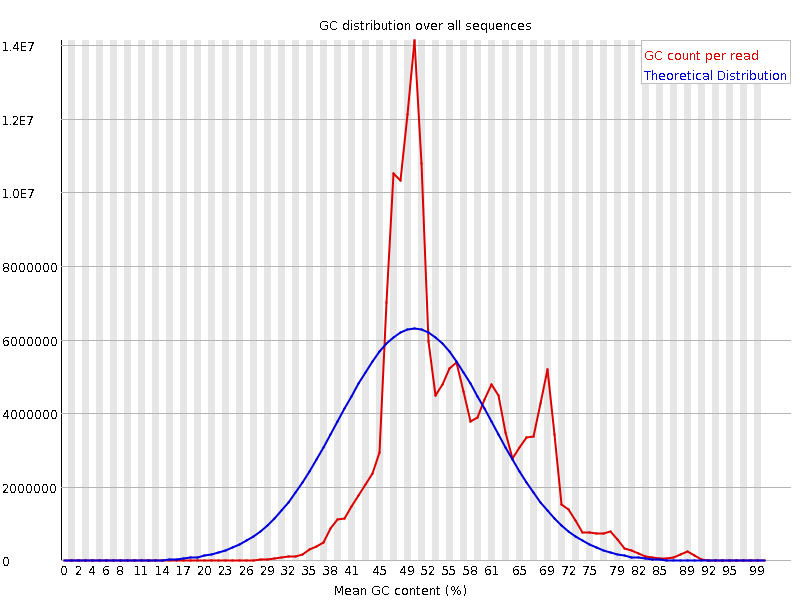 GC distribution over all sequences
1.4E7
GC count per read
Theoretical Distribution
1.2E7
1.0E7
8000000
6000000
4000000
2000000
0
0 2 4 6 8 11 14 17 20 23 26 29 32 35 38 41 45 49 52 55 58 61 65 69 72 75 79 82 85 89 92 95 99
Mean GC content (%)